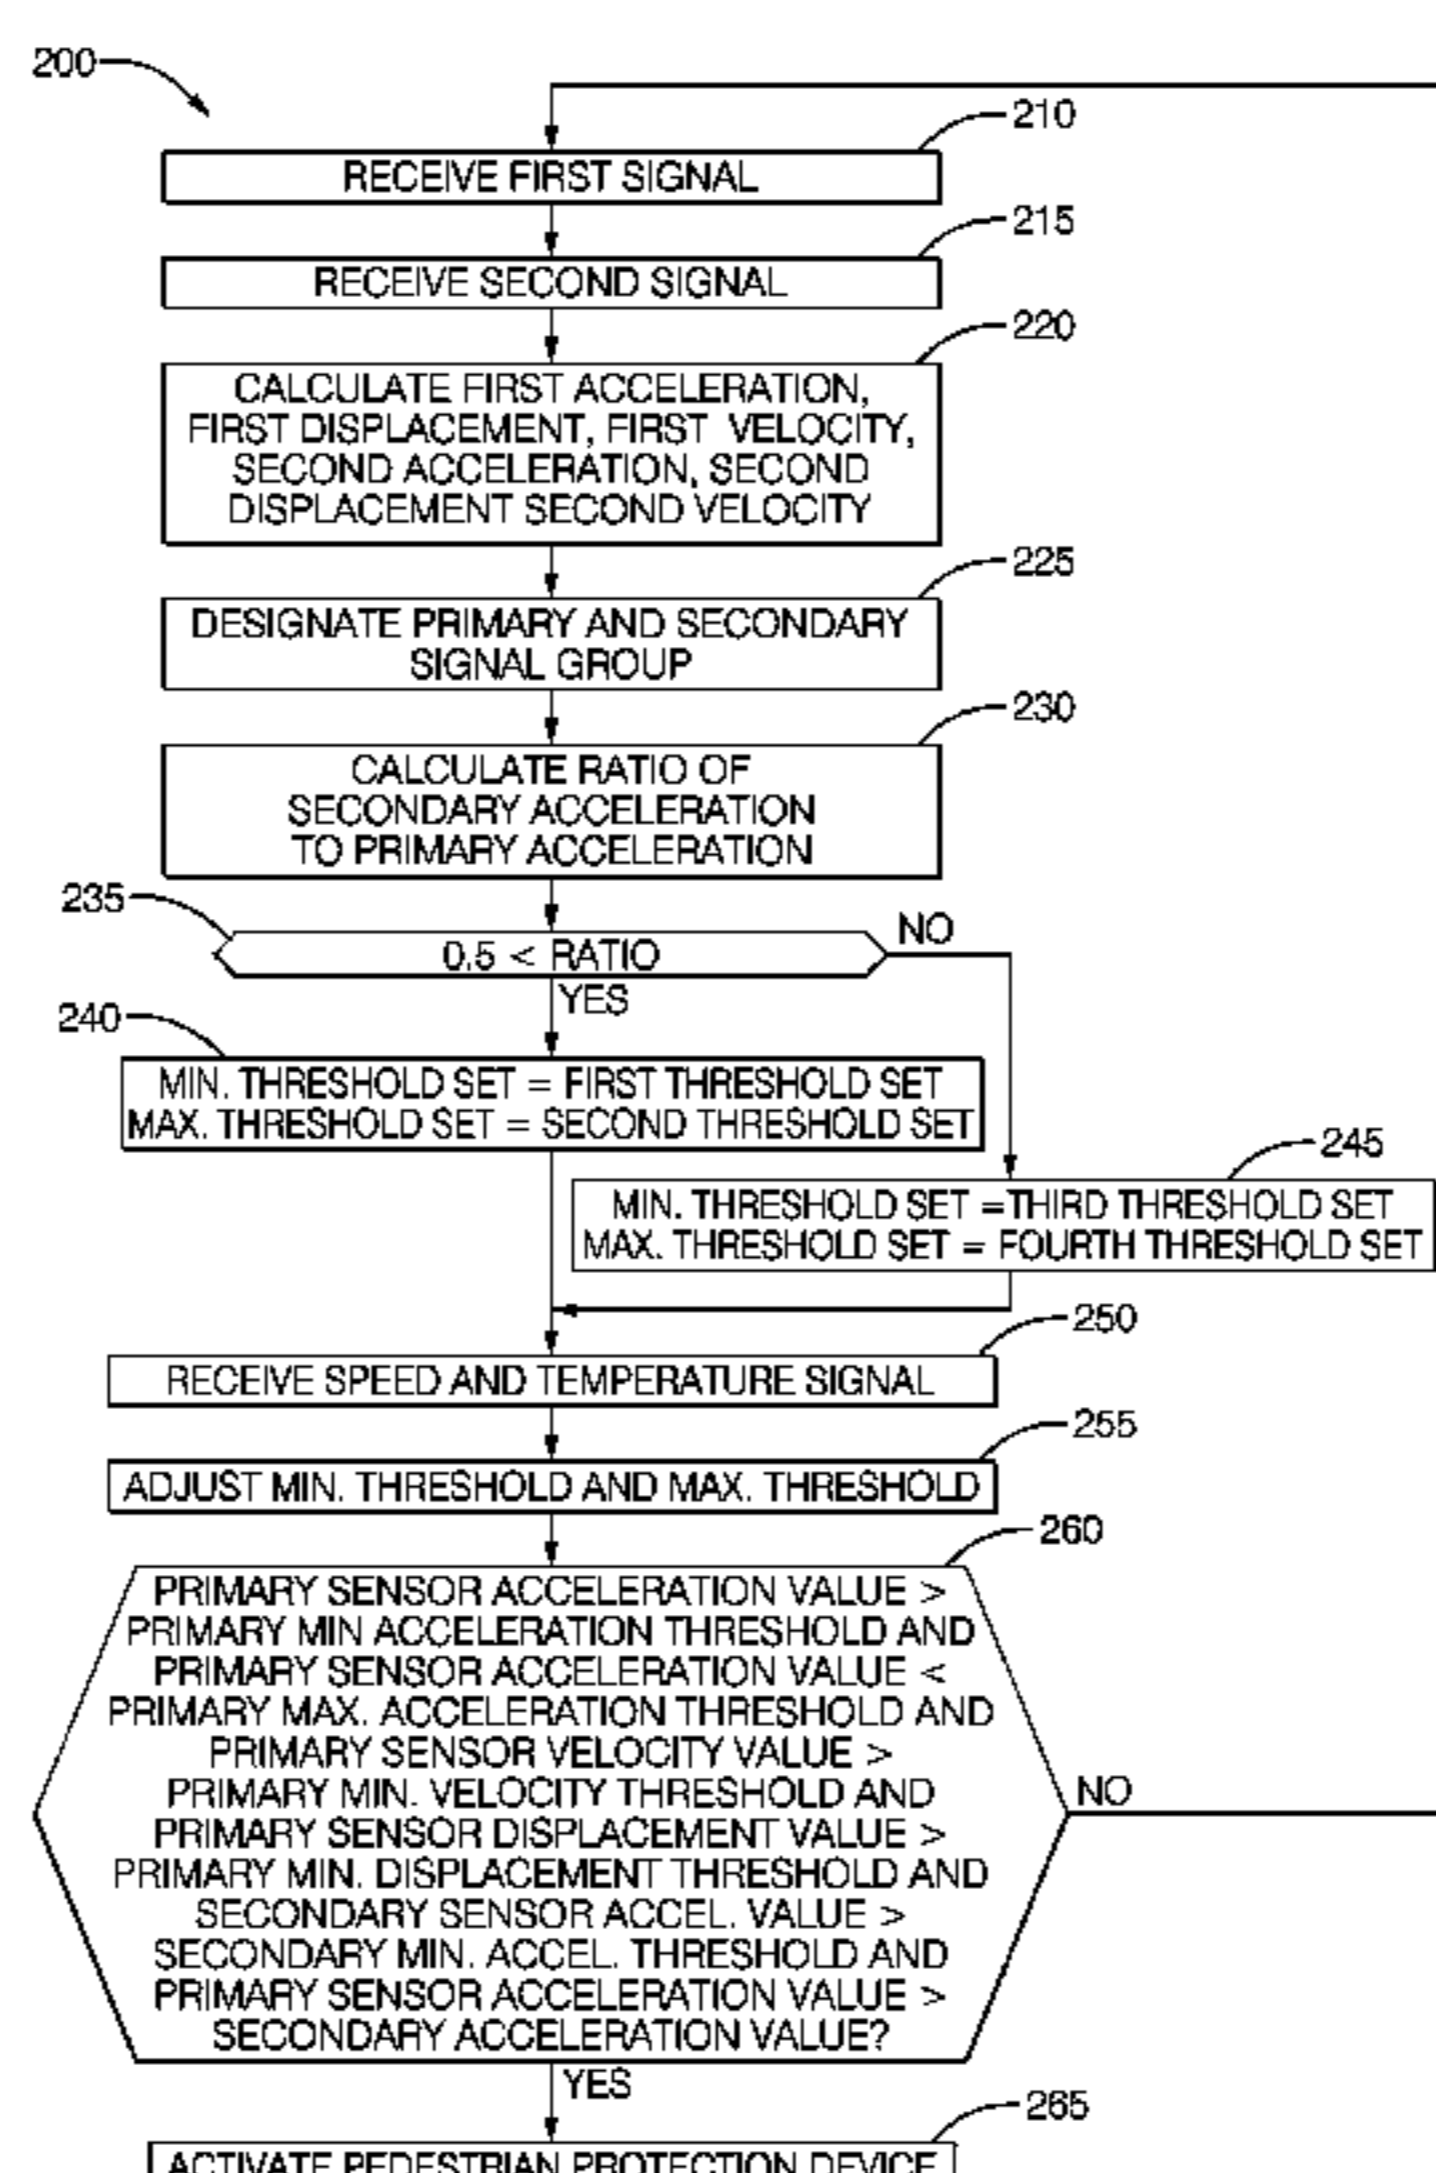 200
210
RECEIVE FIRST SIGNAL
215
RECEIVE SECOND SIGNAL
220
CALCULATE FIRST ACCELERATION,
FIRST DISPLACEMENT, FIRST VELOCITY,
SECOND ACCELERATION, SECOND
DISPLACEMENT SECOND VELOCITY
225
DESIGNATE PRIMARY AND SECONDARY
SIGNAL GROUP
230
CALCULATE RATIO OF
SECONDARY ACCELERATION
TO PRIMARY ACCELERATION
235
0.5 < RATIO
NO
YES
240
MIN. THRESHOLD SET = FIRST THRESHOLD SET
MAX. THRESHOLD SET = SECOND THRESHOLD SET
245
MIN. THRESHOLD SET =THIRD THRESHOLD SET
MAX. THRESHOLD SET = FOURTH THRESHOLD SET
250
RECEIVE SPEED AND TEMPERATURE SIGNAL
255
ADJUST MIN. THRESHOLD AND MAX. THRESHOLD
260
PRIMARY SENSOR ACCELERATION VALUE >
PRIMARY MIN ACCELERATION THRESHOLD AND
PRIMARY SENSOR ACCELERATION VALUE <
PRIMARY MAX. ACCELERATION THRESHOLD AND
PRIMARY SENSOR VELOCITY VALUE >
PRIMARY MIN. VELOCITY THRESHOLD AND
PRIMARY SENSOR DISPLACEMENT VALUE >
PRIMARY MIN. DISPLACEMENT THRESHOLD AND
SECONDARY SENSOR ACCEL. VALUE >
SECONDARY MIN. ACCEL. THRESHOLD AND
PRIMARY SENSOR ACCELERATION VALUE >
SECONDARY ACCELERATION VALUE?
NO
YES
265
ACTIVATE PEDESTRIAN PROTECTION DEVICE